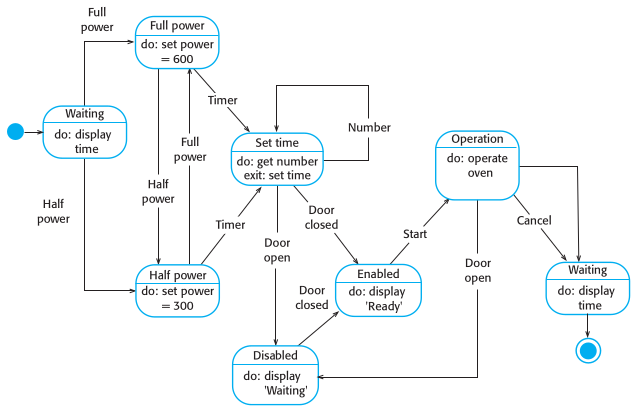 Full
power
Full power
do: set power
= 600
Waiting
do: display
time
Timer
Full
power
Half
power
Half
power
Set time
do: get number
exit: set time
Number
Operation
do: operate
oven
Timer
Door
closed
Door
open
Start
Cancel
Door
open
Half power
do: set power
= 300
Enabled
do: display
'Ready'
Door
closed
Waiting
do: display
time
Disabled
do: display
'Waiting'